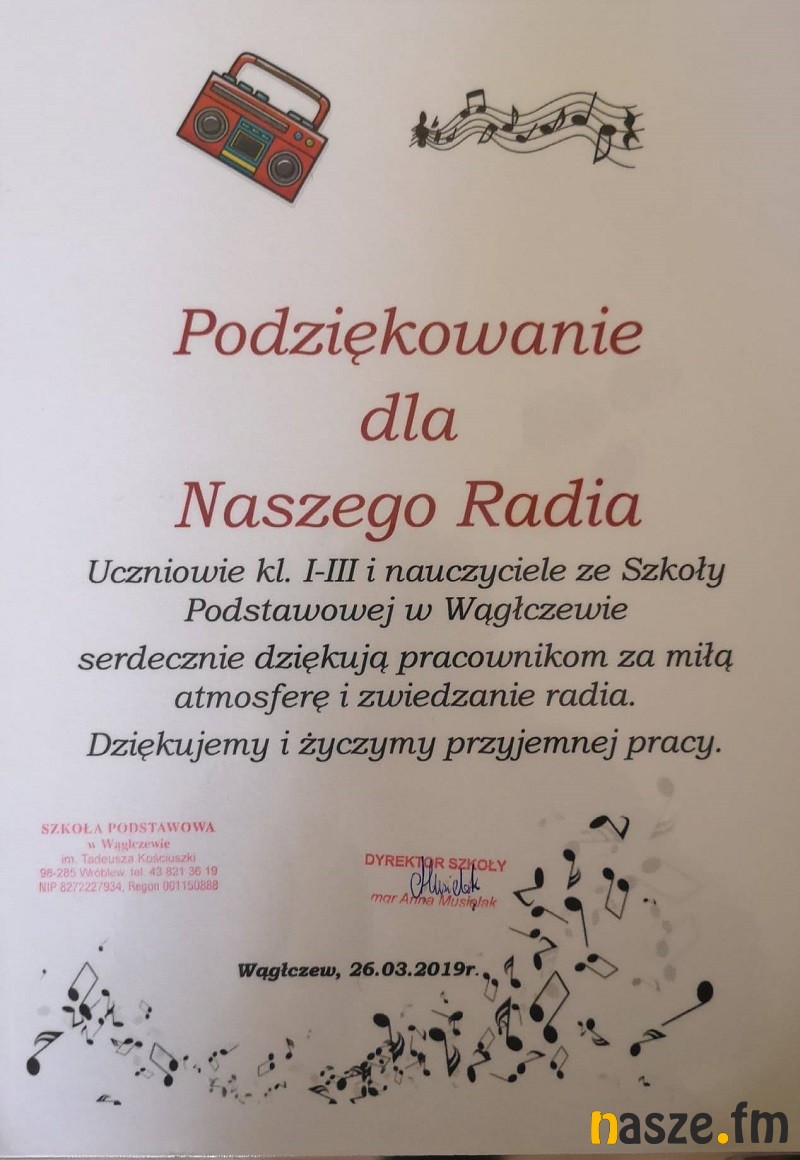 Podziękowanie
dla
Naszego Radia
Uczniowie kl. I-III i nauczyciele ze Szkoły
Podstawowej w Wągłczewie
serdecznie dziękują pracownikom za miłą
atmosferę i zwiedzanie radia.
Dziękujemy i życzymy przyjemnej pracy.
SZKOŁA PODSTAWOWA
w Wągłczewie
im. Tadeusza Kościuszki
98-285 Wróblew, tel. 43 821 36 19
NIP 8272227934, Regon 001150888
DYREKTOR SZKOŁY
mgr Anna Musielak
Wągłczew, 26.03.2019r.
nasze.fm